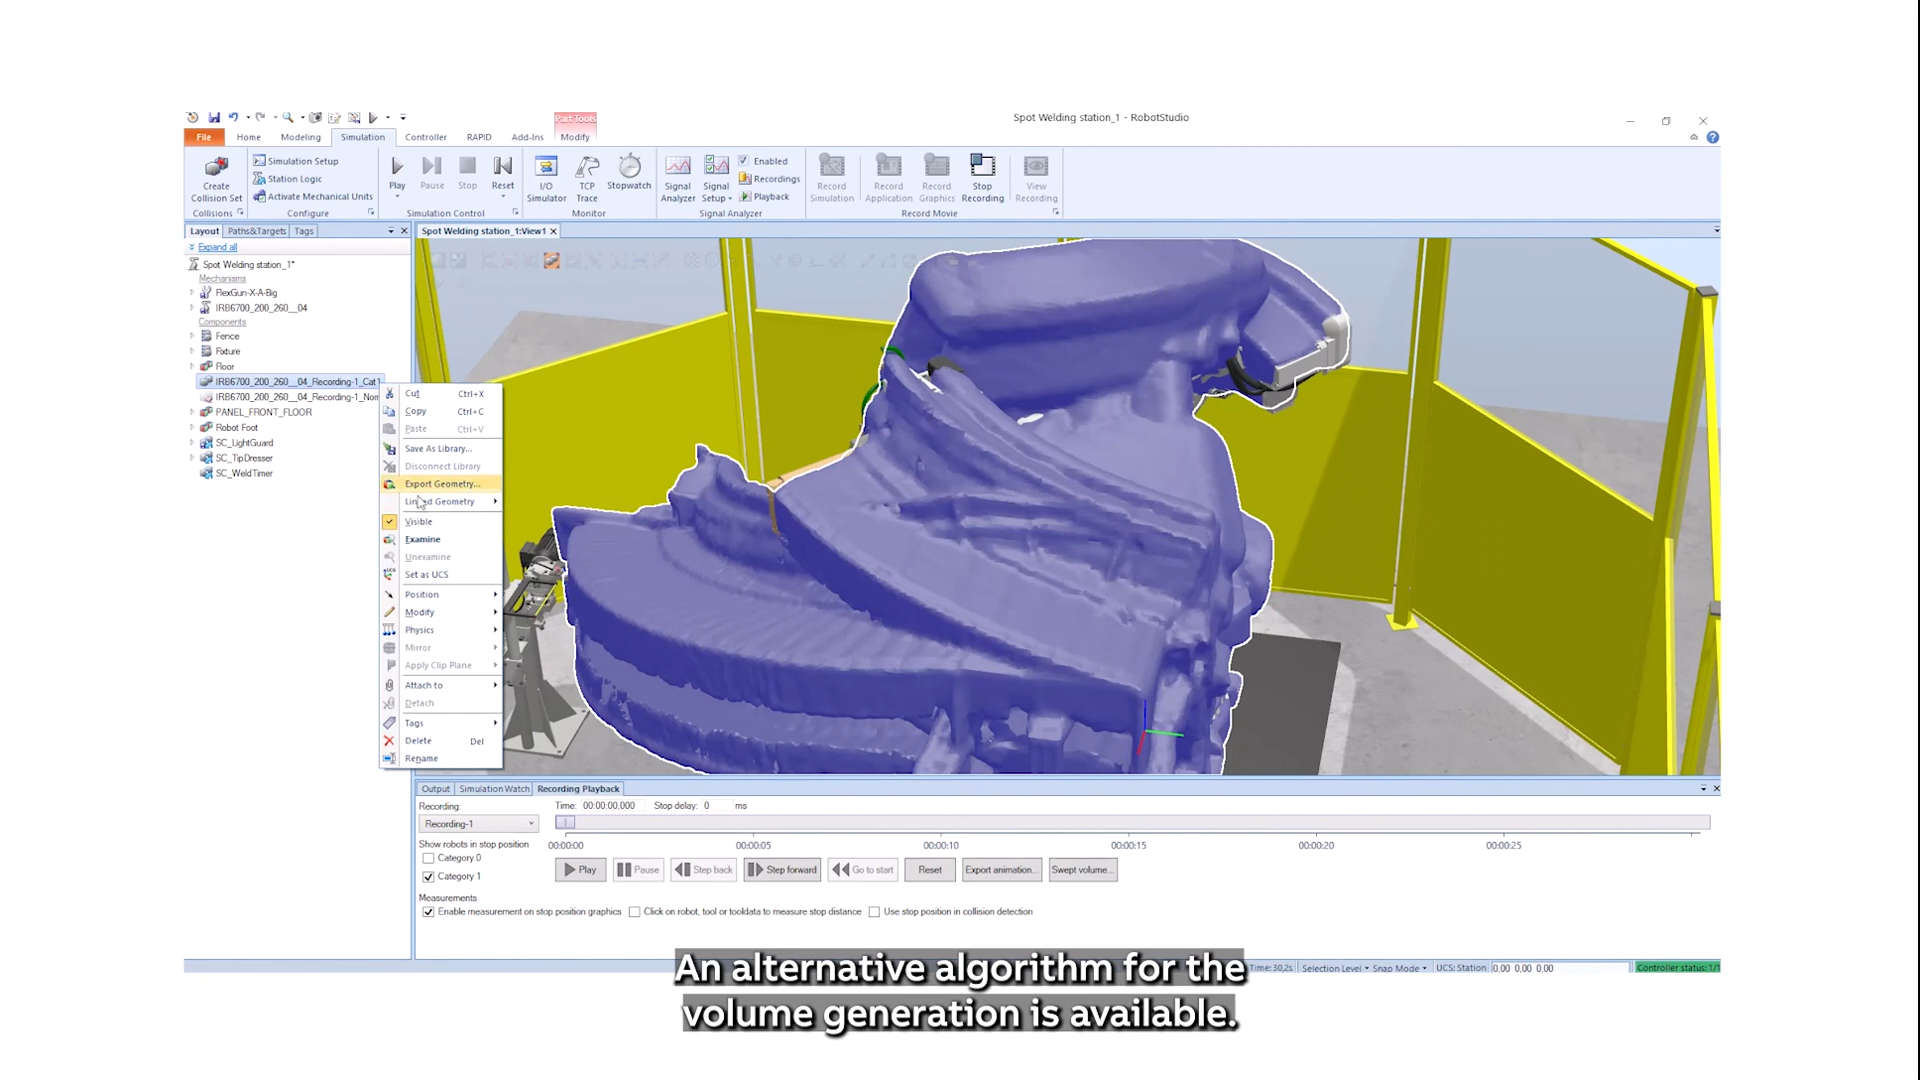 Spot Welding station_1 - RobotStudio
Part Tools
File Home Modeling Simulation Controller RAPID Add-Ins Modify
Create Collision Set
Collisions
Simulation Setup
Station Logic
Activate Mechanical Units
Configure
Play Pause Stop Reset
Simulation Control
I/O Simulator
TCP Trace
Stopwatch
Monitor
Signal Analyzer
Signal Setup
Enabled
Recordings
Playback
Signal Analyzer
Record Simulation
Record Application
Record Graphics
Stop Recording
View Recording
Record Movie
Layout Paths&Targets Tags
Spot Welding station_1:View1
Expand all
Spot Welding station_1*
Mechanisms
FlexGun-X-A-Big
IRB6700_200_260__04
Components
Fence
Fixture
Floor
IRB6700_200_260__04_Recording-1_Cat1
IRB6700_200_260__04_Recording-1_Nom
PANEL_FRONT_FLOOR
Robot Foot
SC_LightGuard
SC_TipDresser
SC_WeldTimer
Cut Ctrl+X
Copy Ctrl+C
Paste Ctrl+V
Save As Library...
Disconnect Library
Export Geometry...
Linked Geometry
Visible
Examine
Unexamine
Set as UCS
Position
Modify
Physics
Mirror
Apply Clip Plane
Attach to
Detach
Tags
Delete Del
Rename
Output Simulation Watch Recording Playback
Recording:
Recording-1
Time: 00:00:00,000 Stop delay: 0 ms
Show robots in stop position
Category 0
Category 1
00:00:00 00:00:05 00:00:10 00:00:15 00:00:20 00:00:25
Play Pause Step back Step forward Go to start Reset Export animation... Swept volume...
Measurements
Enable measurement on stop position graphics Click on robot, tool or tooldata to measure stop distance Use stop position in collision detection
Time: 30,2s Selection Level Snap Mode UCS: Station 0,00 0,00 0,00 Controller status: 1/1
An alternative algorithm for the
volume generation is available.